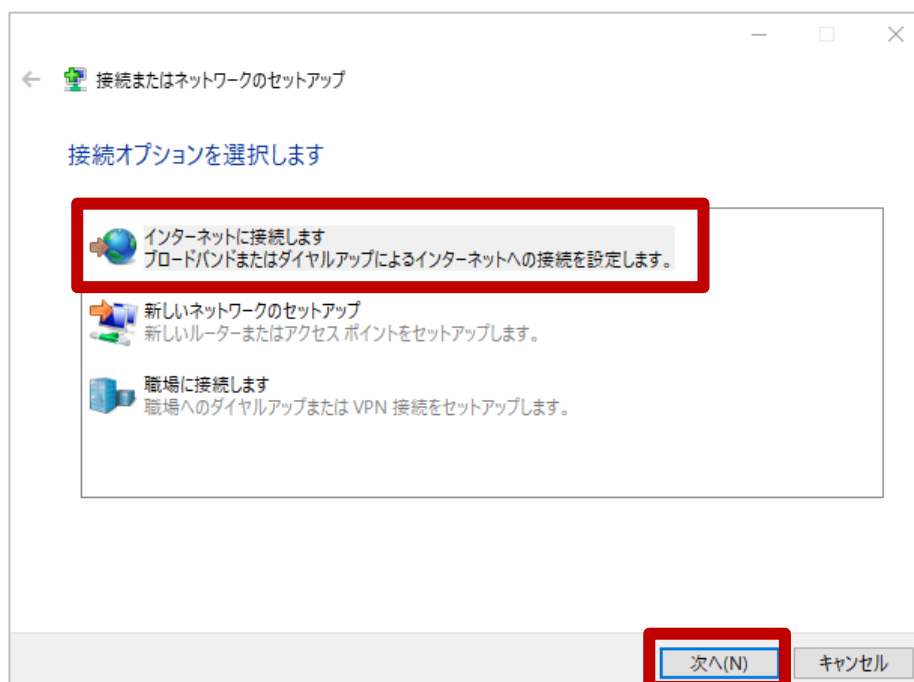 接続またはネットワークのセットアップ
接続オプションを選択します
インターネットに接続します
ブロードバンドまたはダイヤルアップによるインターネットへの接続を設定します。
新しいネットワークのセットアップ
新しいルーターまたはアクセス ポイントをセットアップします。
職場に接続します
職場へのダイヤルアップまたは VPN 接続をセットアップします。
次へ(N)
キャンセル